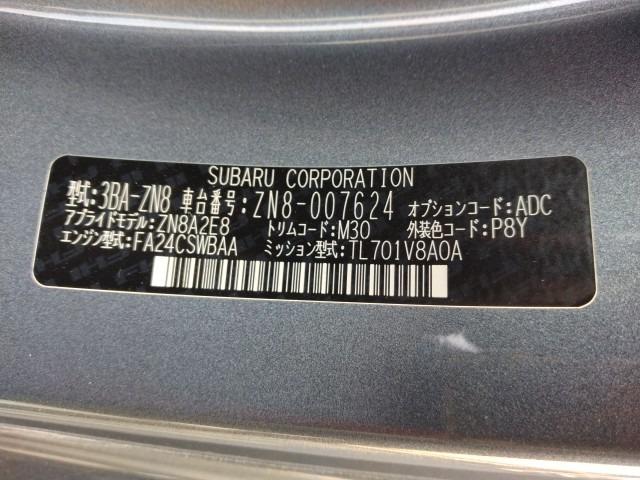 SUBARU CORPORATION
型式:3BA-ZN8 車台番号:ZN8-007624 オプションコード:ADC
アプライドモデル:ZN8A2E8 トリムコード:M30 外装色コード:P8Y
エンジン型式:FA24CSWBAA ミッション型式:TL701V8A0A